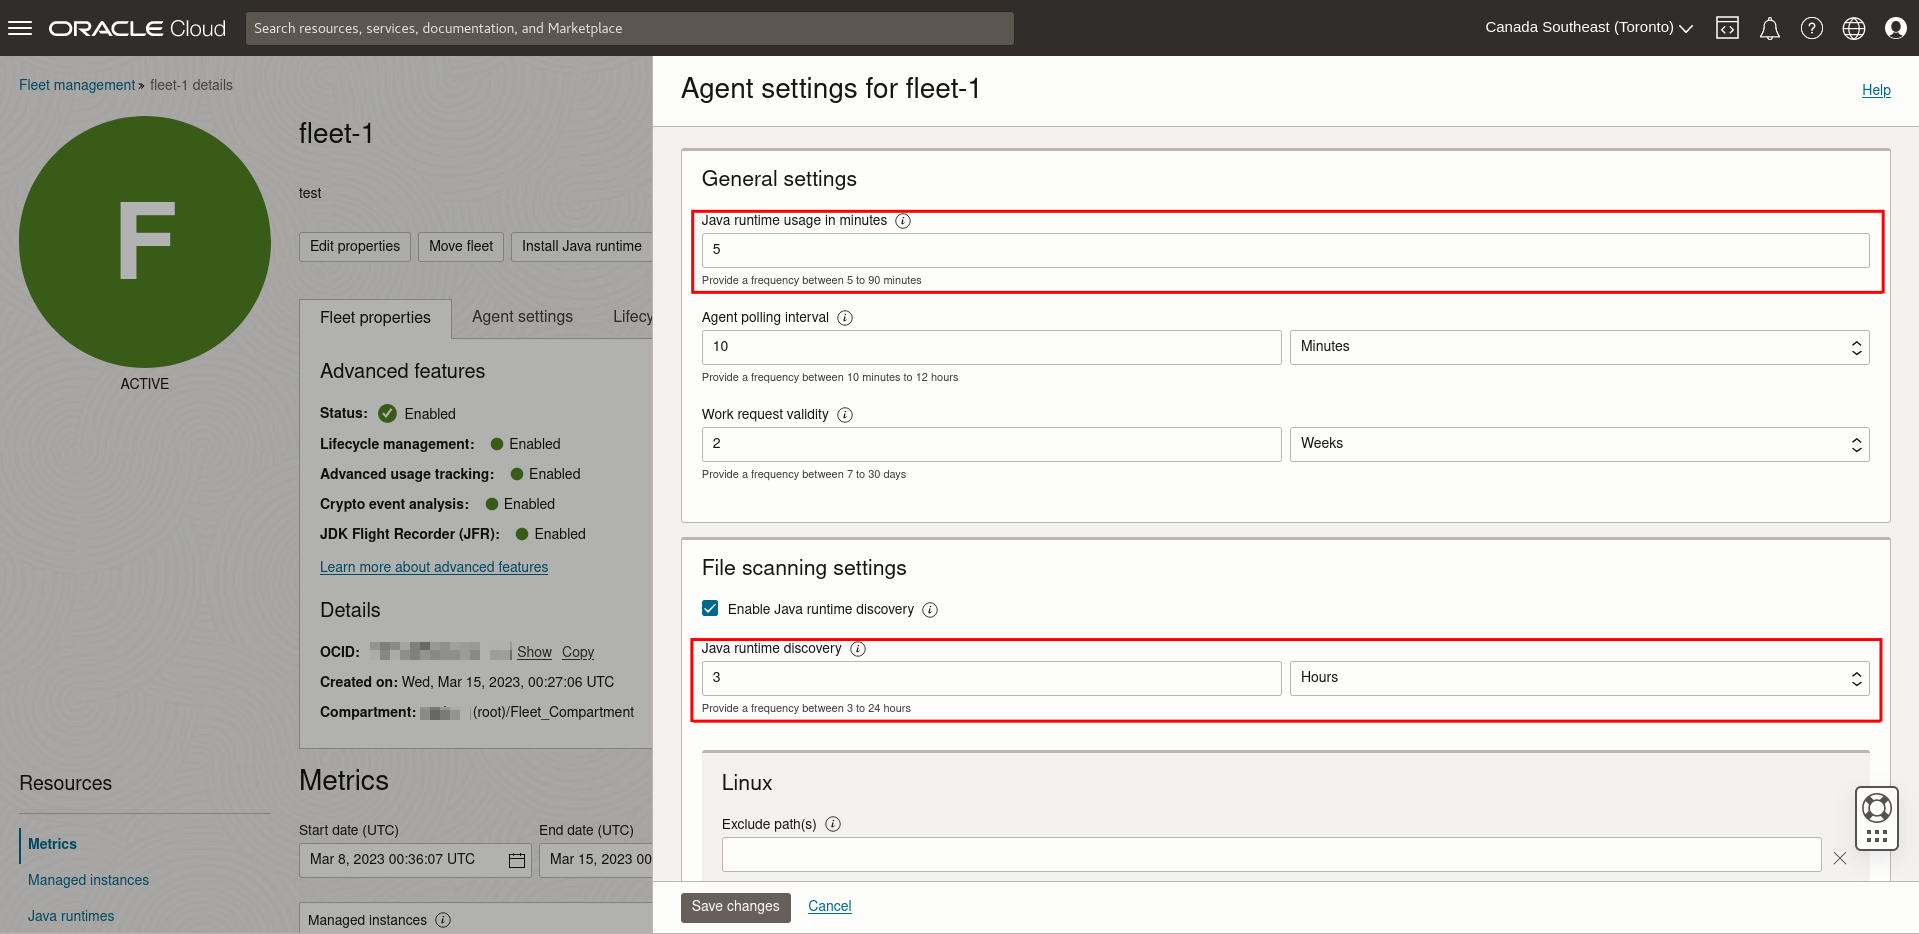 ORACLE Cloud
Search resources, services, documentation, and Marketplace
Canada Southeast (Toronto)
Fleet management » fleet-1 details
F
ACTIVE
fleet-1
test
Edit properties
Move fleet
Install Java runtime
Fleet properties
Agent settings
Lifecy
Advanced features
Status: Enabled
Lifecycle management: Enabled
Advanced usage tracking: Enabled
Crypto event analysis: Enabled
JDK Flight Recorder (JFR): Enabled
Learn more about advanced features
Details
OCID: Show Copy
Created on: Wed, Mar 15, 2023, 00:27:06 UTC
Compartment: (root)/Fleet_Compartment
Resources
Metrics
Managed instances
Java runtimes
Metrics
Start date (UTC)
Mar 8, 2023 00:36:07 UTC
End date (UTC)
Mar 15, 2023 00
Managed instances
Agent settings for fleet-1
Help
General settings
Java runtime usage in minutes
5
Provide a frequency between 5 to 90 minutes
Agent polling interval
10
Minutes
Provide a frequency between 10 minutes to 12 hours
Work request validity
2
Weeks
Provide a frequency between 7 to 30 days
File scanning settings
Enable Java runtime discovery
Java runtime discovery
3
Hours
Provide a frequency between 3 to 24 hours
Linux
Exclude path(s)
Save changes
Cancel